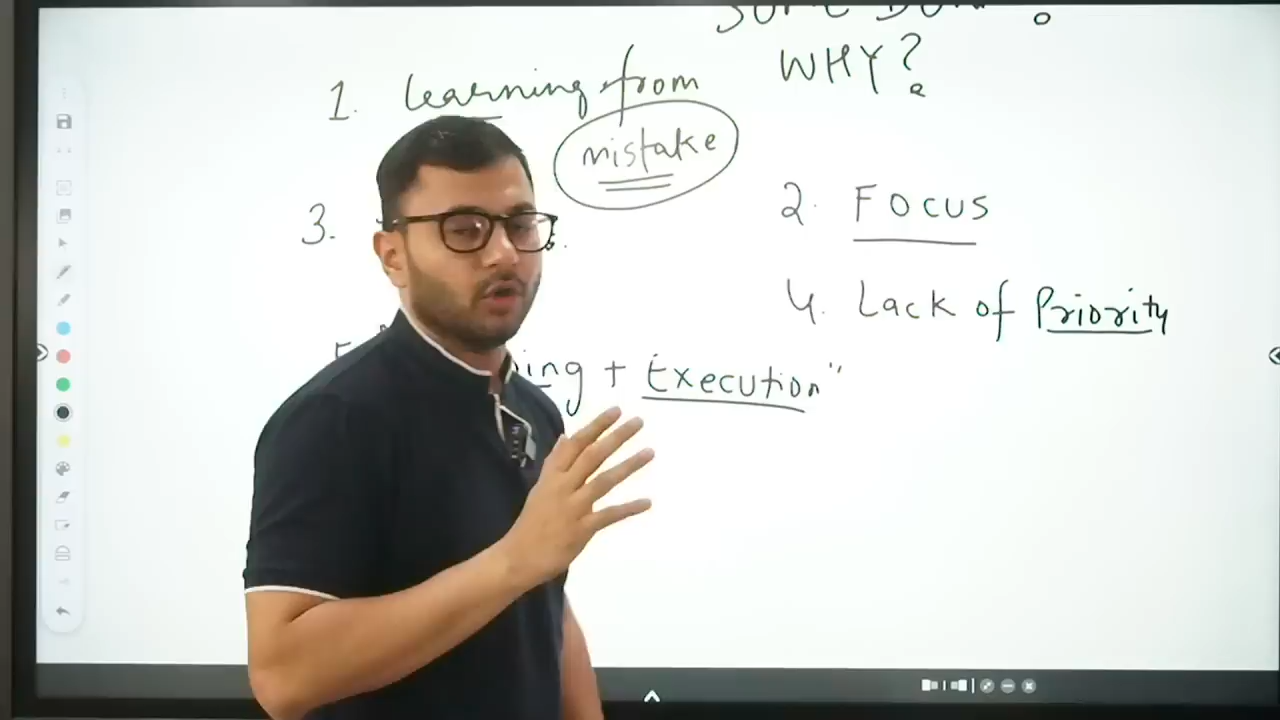 WHY?
1. Learning from
mistake
2. FOCUS
3.
4. Lack of Priority
ing + Execution"